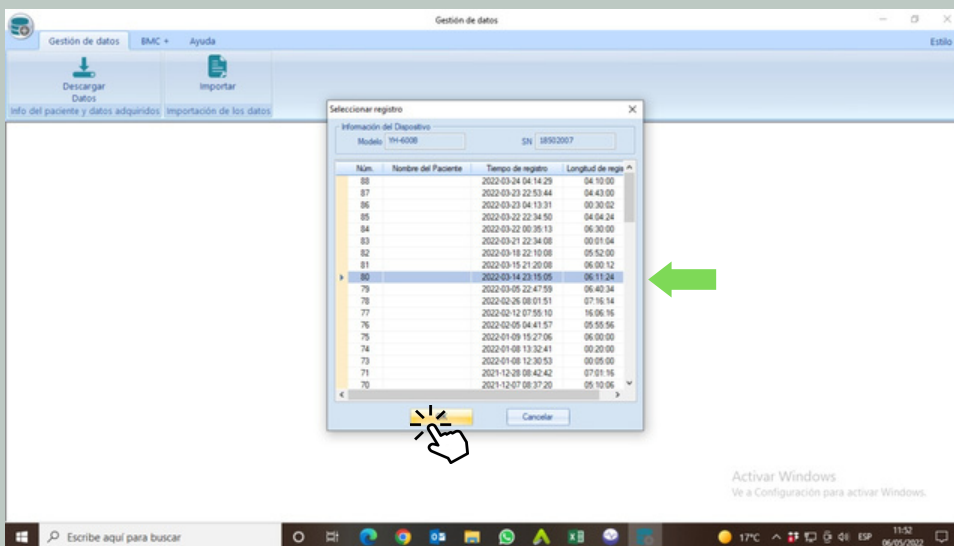 Gestión de datos
Gestión de datos BMC + Ayuda Estilo
Descargar Datos
Importar
Info del paciente y datos adquiridos Importación de los datos
Seleccionar registro
Información del Dispositivo
Modelo YH-600B SN 18502007
Núm. Nombre del Paciente Tiempo de registro Longitud de regis
88 2022-03-24 04:14:29 04:10:00
87 2022-03-23 22:53:44 04:43:00
86 2022-03-23 04:13:31 00:30:02
85 2022-03-22 22:34:50 04:04:24
84 2022-03-22 00:35:13 06:30:00
83 2022-03-21 22:34:08 00:01:04
82 2022-03-18 22:10:08 05:52:00
81 2022-03-15 21:20:08 06:00:12
80 2022-03-14 23:15:05 06:11:24
79 2022-03-05 22:47:59 06:40:34
78 2022-02-26 08:01:51 07:16:14
77 2022-02-12 07:55:10 16:06:16
76 2022-02-05 04:41:57 05:55:56
75 2022-01-09 15:27:06 06:00:00
74 2022-01-08 13:32:41 00:20:00
73 2022-01-08 12:30:53 00:05:00
71 2021-12-28 08:42:42 07:01:16
70 2021-12-07 08:37:20 05:10:06
Cancelar
Activar Windows
Ve a Configuración para activar Windows.
Escribe aquí para buscar
17°C ESP 11:52
06/05/2022